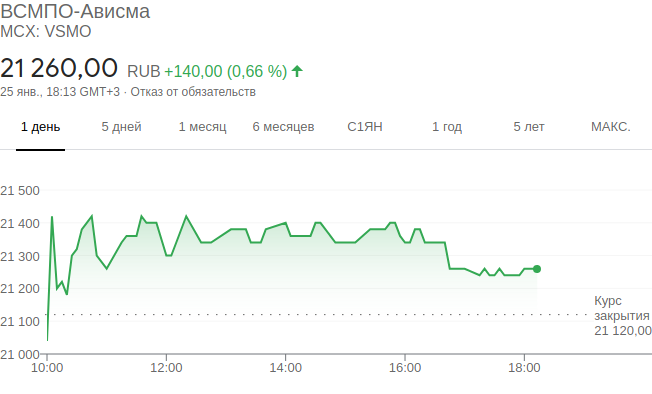 ВСМПО-Ависма
MCX: VSMO
21 260,00 RUB +140,00 (0,66 %)
25 янв., 18:13 GMT+3 · Отказ от обязательств
1 день 5 дней 1 месяц 6 месяцев С1ЯН 1 год 5 лет МАКС.
21 500
21 400
21 300
21 200
Курс
закрытия
21 100
21 120,00
21 000
10:00 12:00 14:00 16:00 18:00